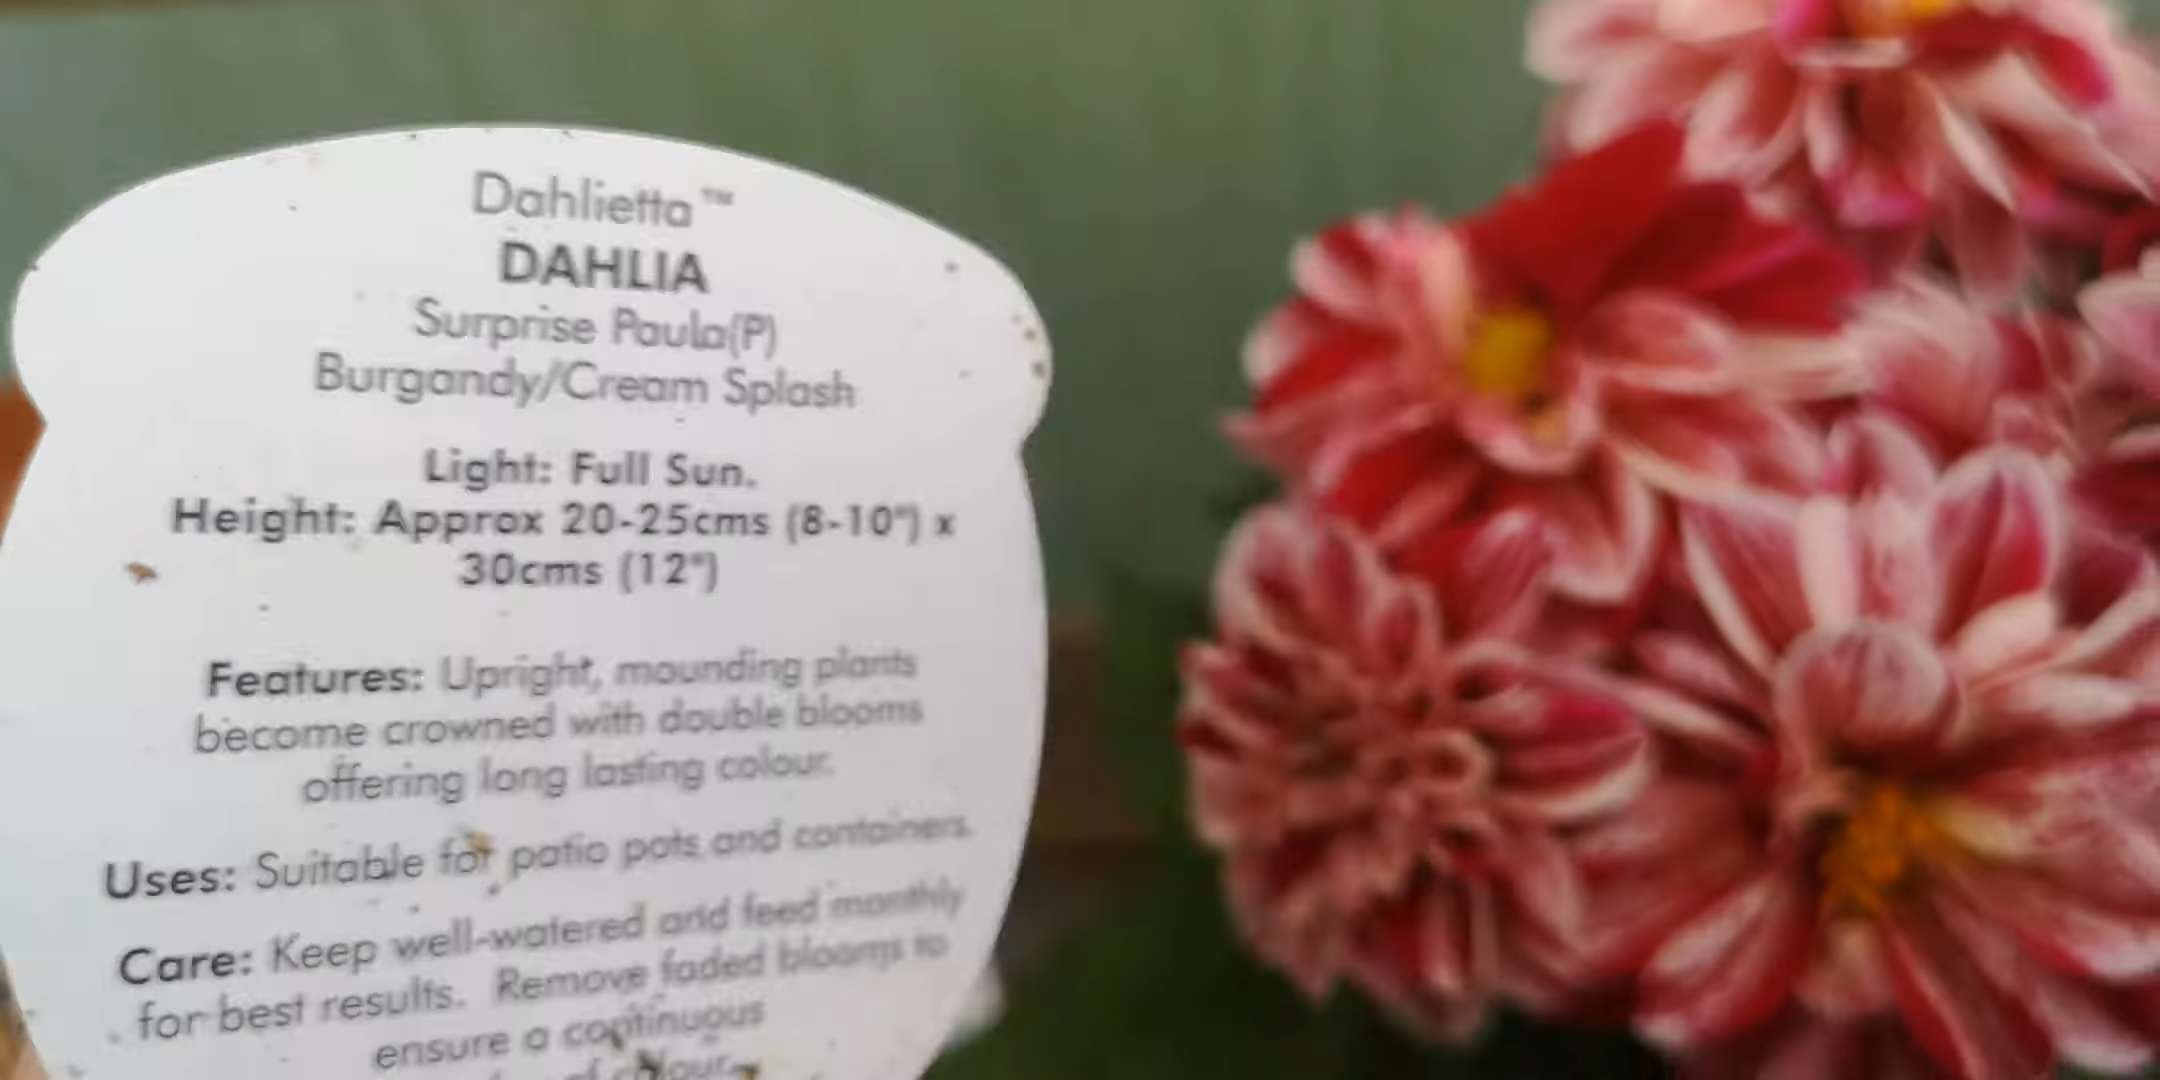 Dahlietta™
DAHLIA
Surprise Paula(P)
Burgandy/Cream Splash
Light: Full Sun.
Height: Approx 20-25cms (8-10") x
30cms (12")
Features: Upright, mounding plants
become crowned with double blooms
offering long lasting colour.
Uses: Suitable for patio pots and containers.
Care: Keep well-watered and feed monthly
for best results. Remove faded blooms to
ensure a continuous
of colour